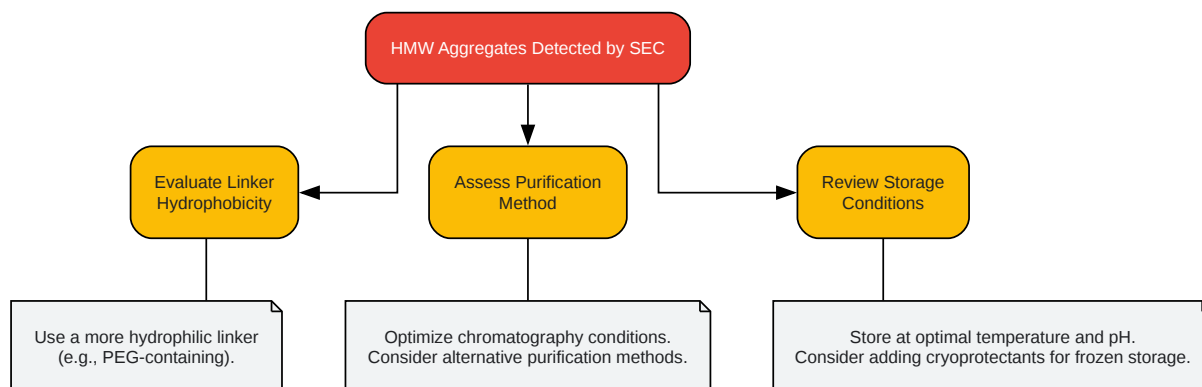 HMW Aggregates Detected by SEC
Evaluate Linker
Hydrophobicity
Assess Purification
Method
Review Storage
Conditions
Use a more hydrophilic linker
(e.g., PEG-containing).
Optimize chromatography conditions.
Consider alternative purification methods.
Store at optimal temperature and pH.
Consider adding cryoprotectants for frozen storage.